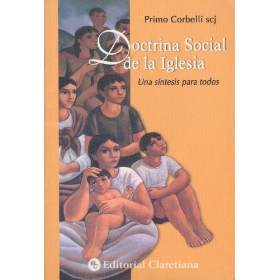 Primo Corbelli scj
Doctrina Social
de la Iglesia
Una síntesis para todos
Editorial Claretiana